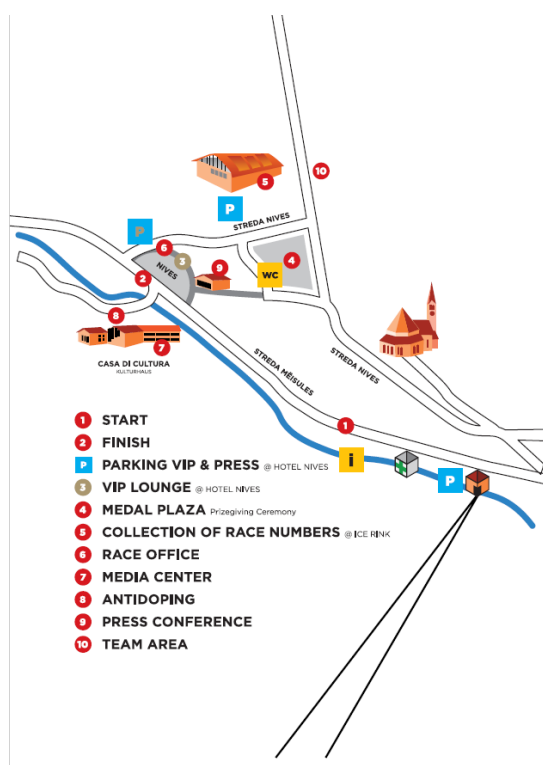 10
5
P
STREDA NIVES
P
6
3
4
9
WC
NIVES
2
8
7
CASA DI CULTURA
KULTURHAUS
STREDA MËISULES
STREDA NIVES
1
i
P
1 START
2 FINISH
P PARKING VIP & PRESS @ HOTEL NIVES
3 VIP LOUNGE @ HOTEL NIVES
4 MEDAL PLAZA Prizegiving Ceremony
5 COLLECTION OF RACE NUMBERS @ ICE RINK
6 RACE OFFICE
7 MEDIA CENTER
8 ANTIDOPING
9 PRESS CONFERENCE
10 TEAM AREA